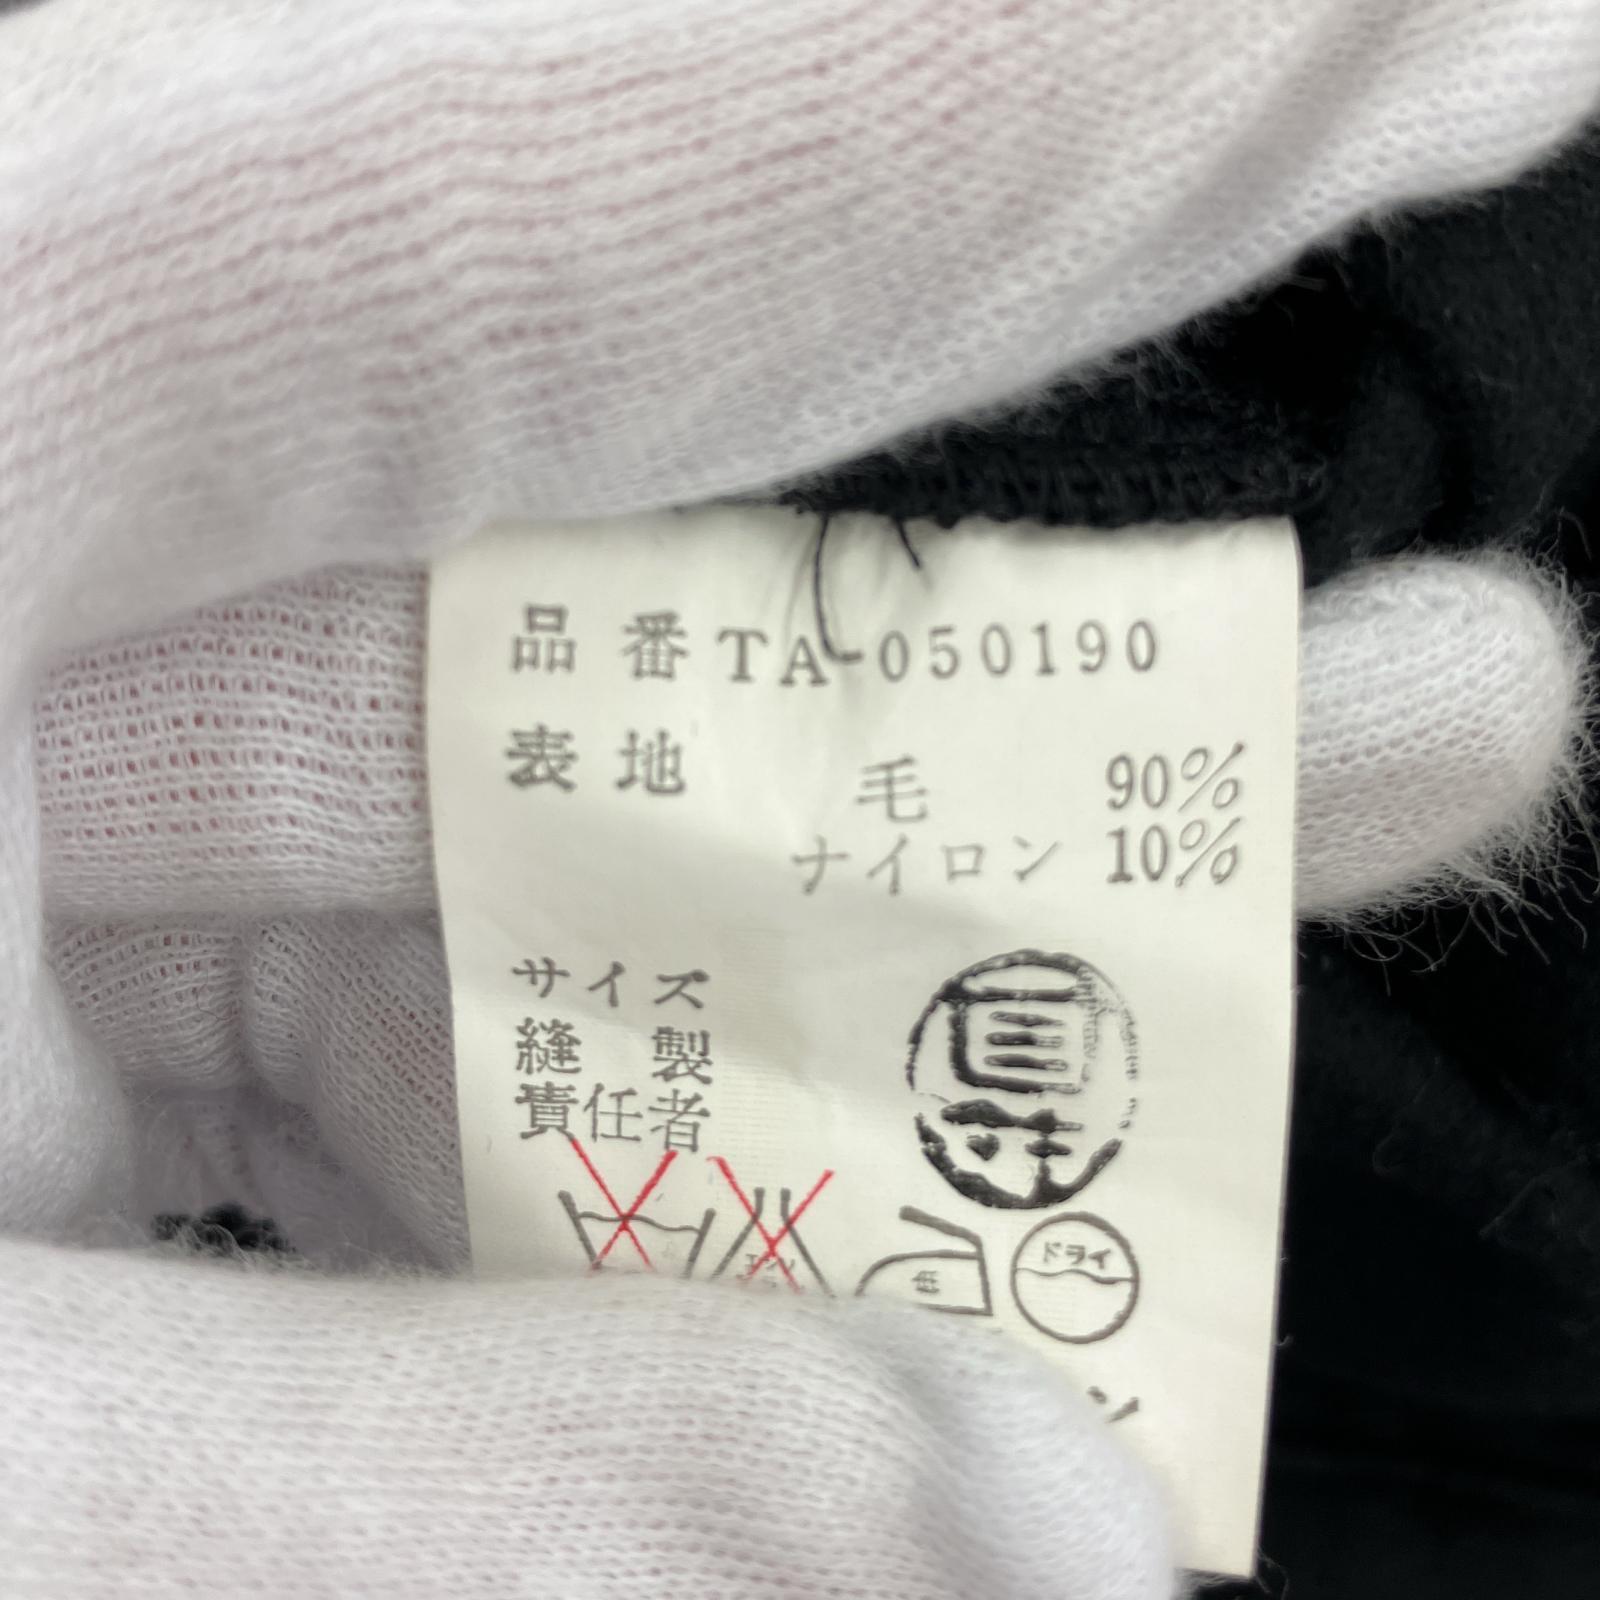 品番 TA-050190
表地 毛 90%
ナイロン 10%
サイズ
縫製
責任者
低 ドライ